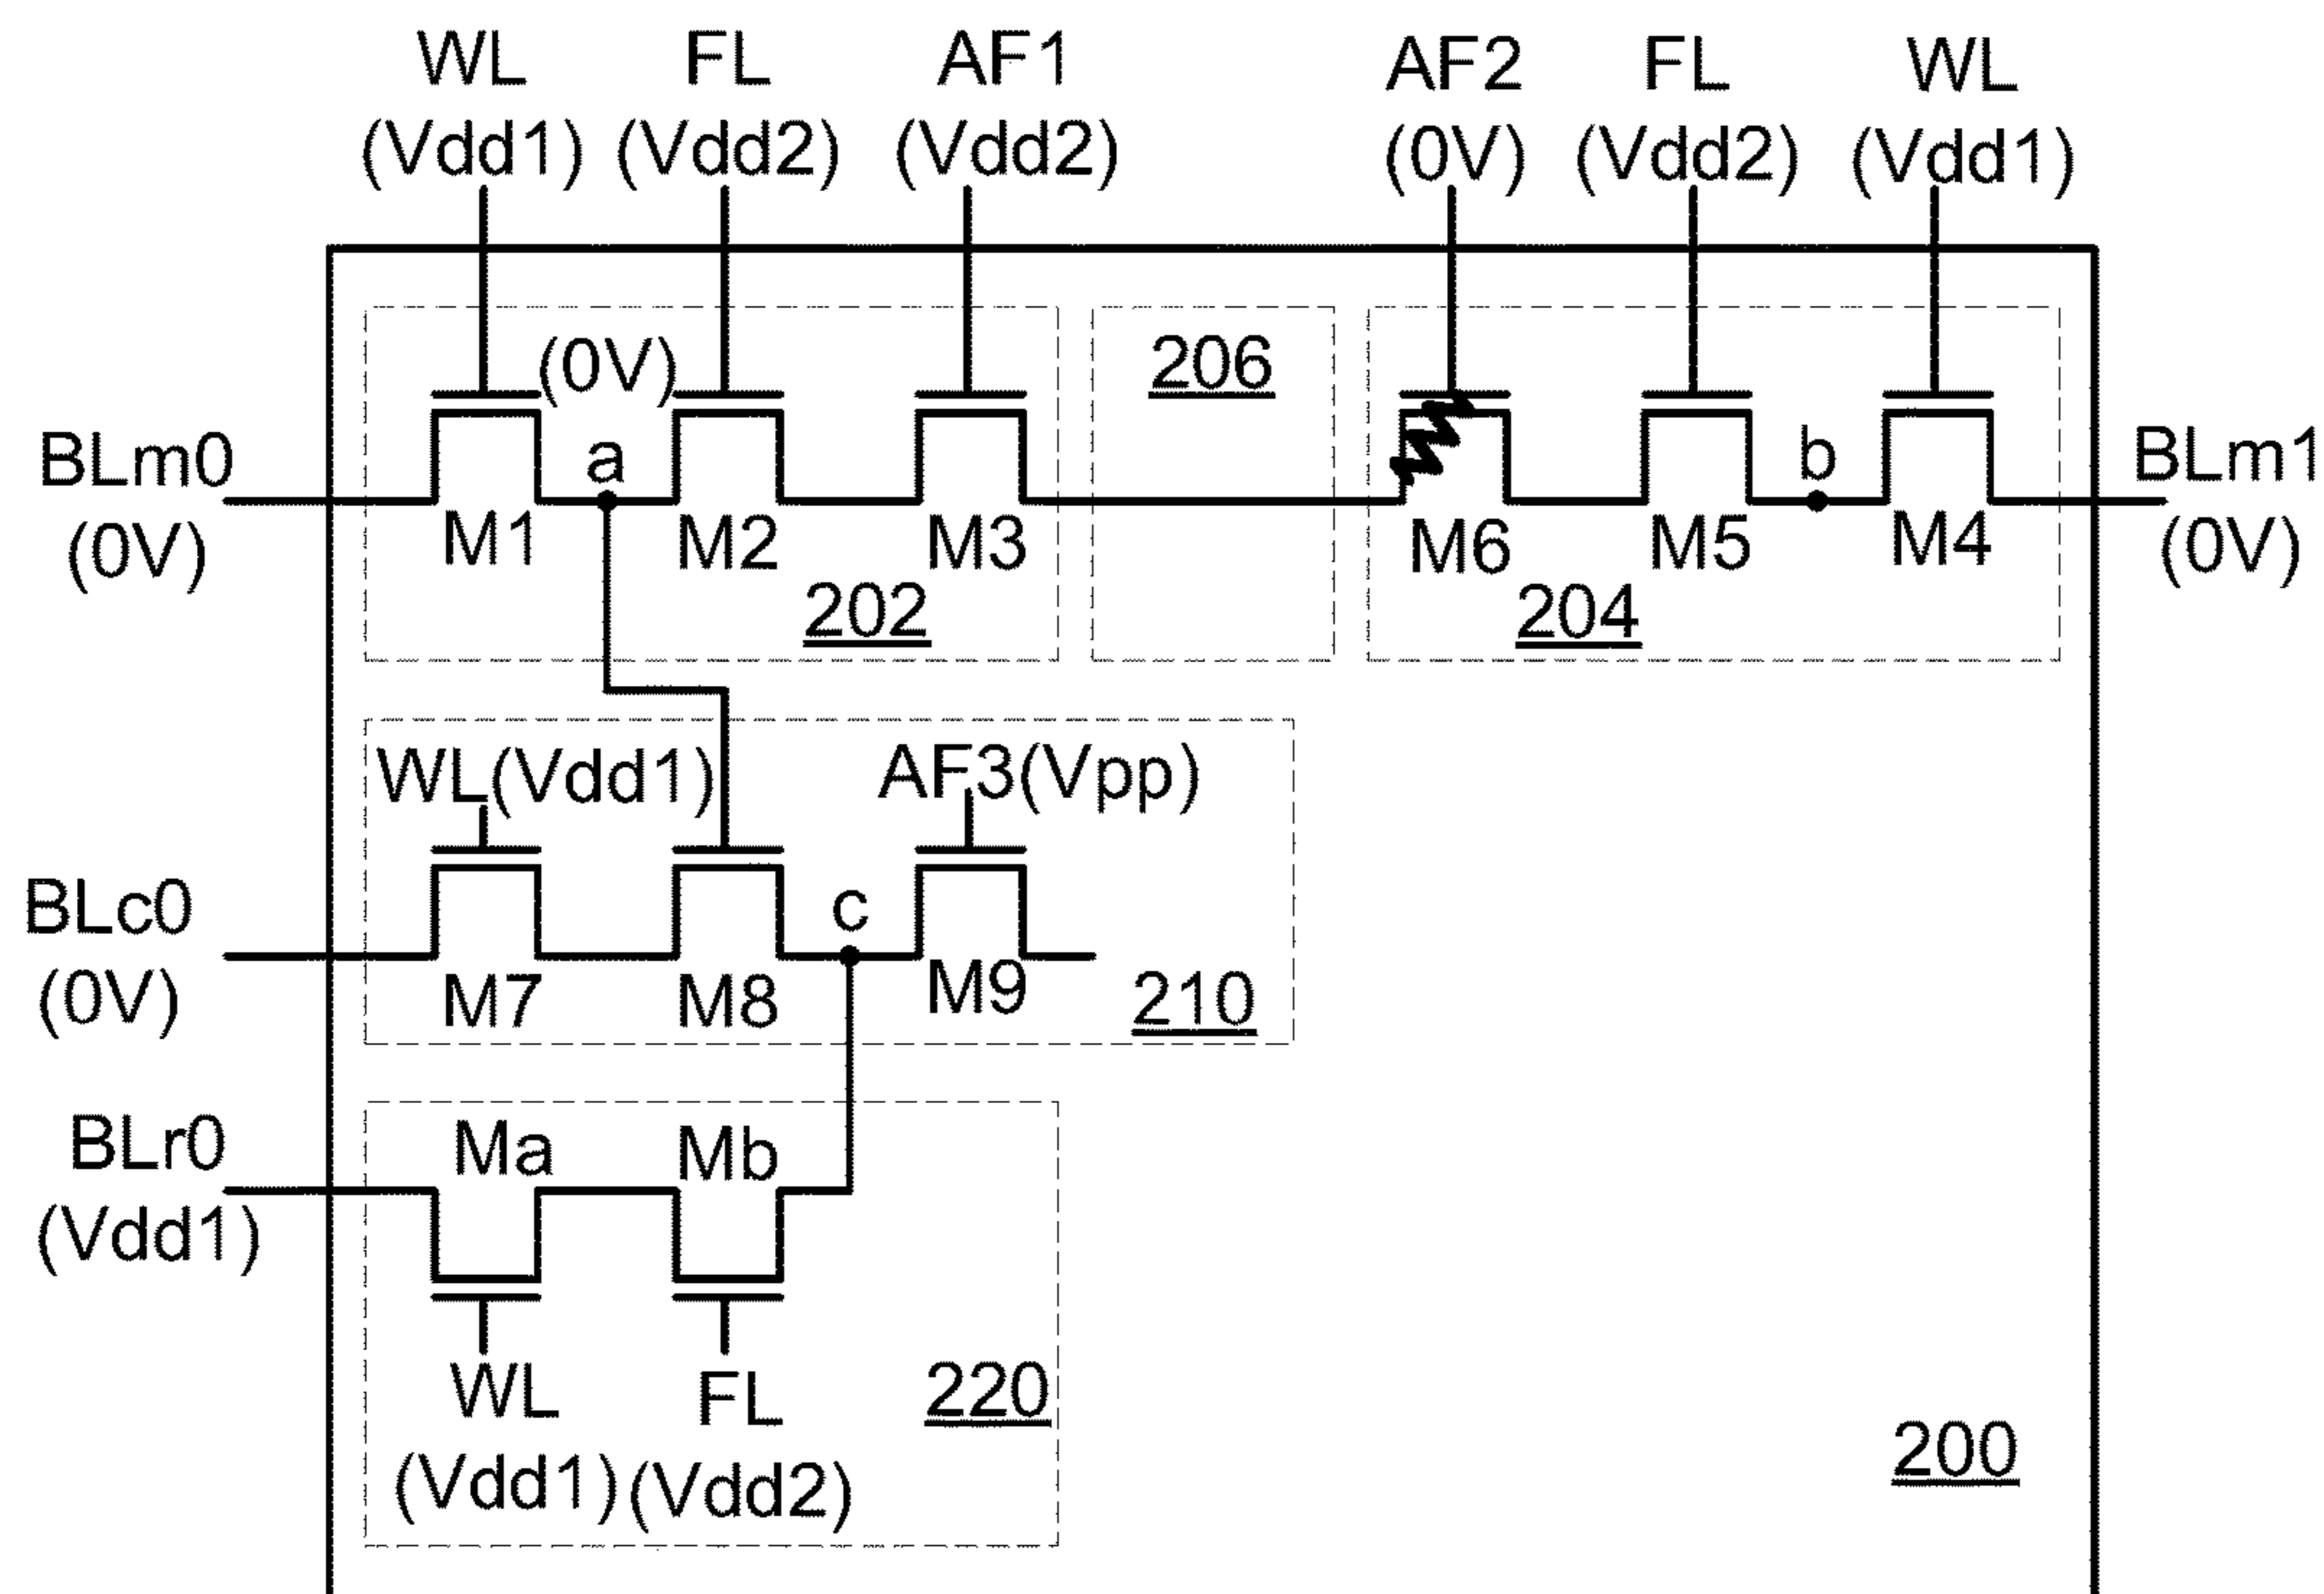 WL FL AF1 AF2 FL WL
(Vdd1) (Vdd2) (Vdd2) (0V) (Vdd2) (Vdd1)
(0V) 206
BLm0 a b BLm1
(0V) M1 M2 M3 M6 M5 M4 (0V)
202 204
WL(Vdd1) AF3(Vpp)
BLc0 c
(0V) M7 M8 M9 210
BLr0 Ma Mb
(Vdd1)
WL FL 220
(Vdd1) (Vdd2) 200